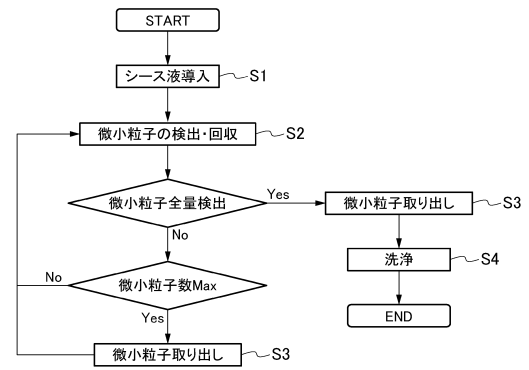 START
シース液導入
S1
微小粒子の検出・回収
S2
微小粒子全量検出
Yes
微小粒子取り出し
S3
No
洗浄
S4
No
微小粒子数Max
Yes
END
微小粒子取り出し
S3